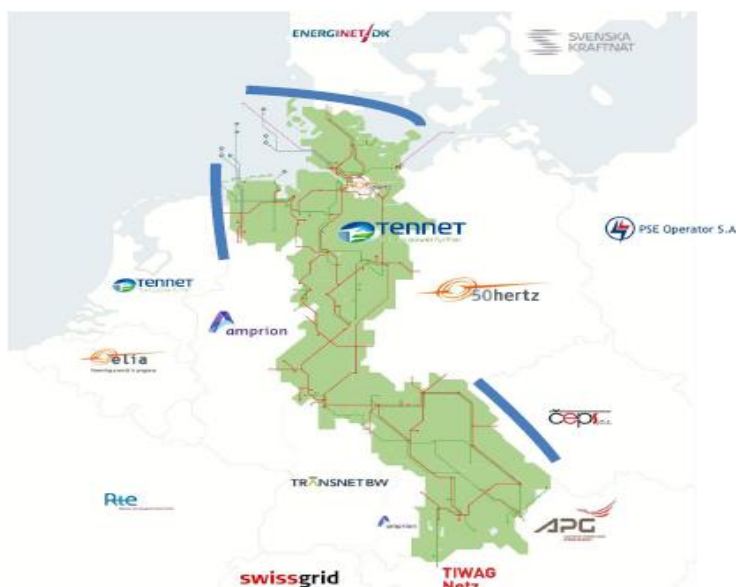 ENERGINET/DK
SVENSKA
KRAFTNÄT
TENNET
PSE Operator S.A
TENNET
50hertz
amprion
elia
čeps
TRANSNET BW
Rte
amprion
APG
swissgrid
TIWAG
Netz